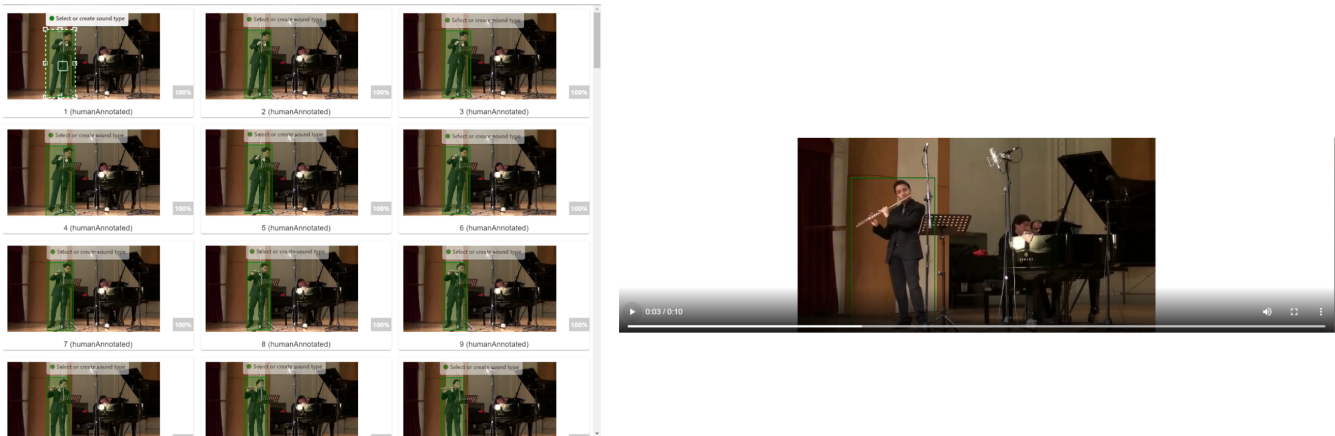 Select or create sound type
Select or create sound type
Select or create sound type
100%
100%
100%
1 (humanAnnotated)
2 (humanAnnotated)
3 (humanAnnotated)
Select or create sound type
Select or create sound type
Select or create sound type
100%
100%
100%
4 (humanAnnotated)
5 (humanAnnotated)
6 (humanAnnotated)
Select or create sound type
Select or create sound type
Select or create sound type
100%
100%
100%
7 (humanAnnotated)
8 (humanAnnotated)
9 (humanAnnotated)
Select or create sound type
Select or create sound type
Select or create sound type
0:03 / 0:10